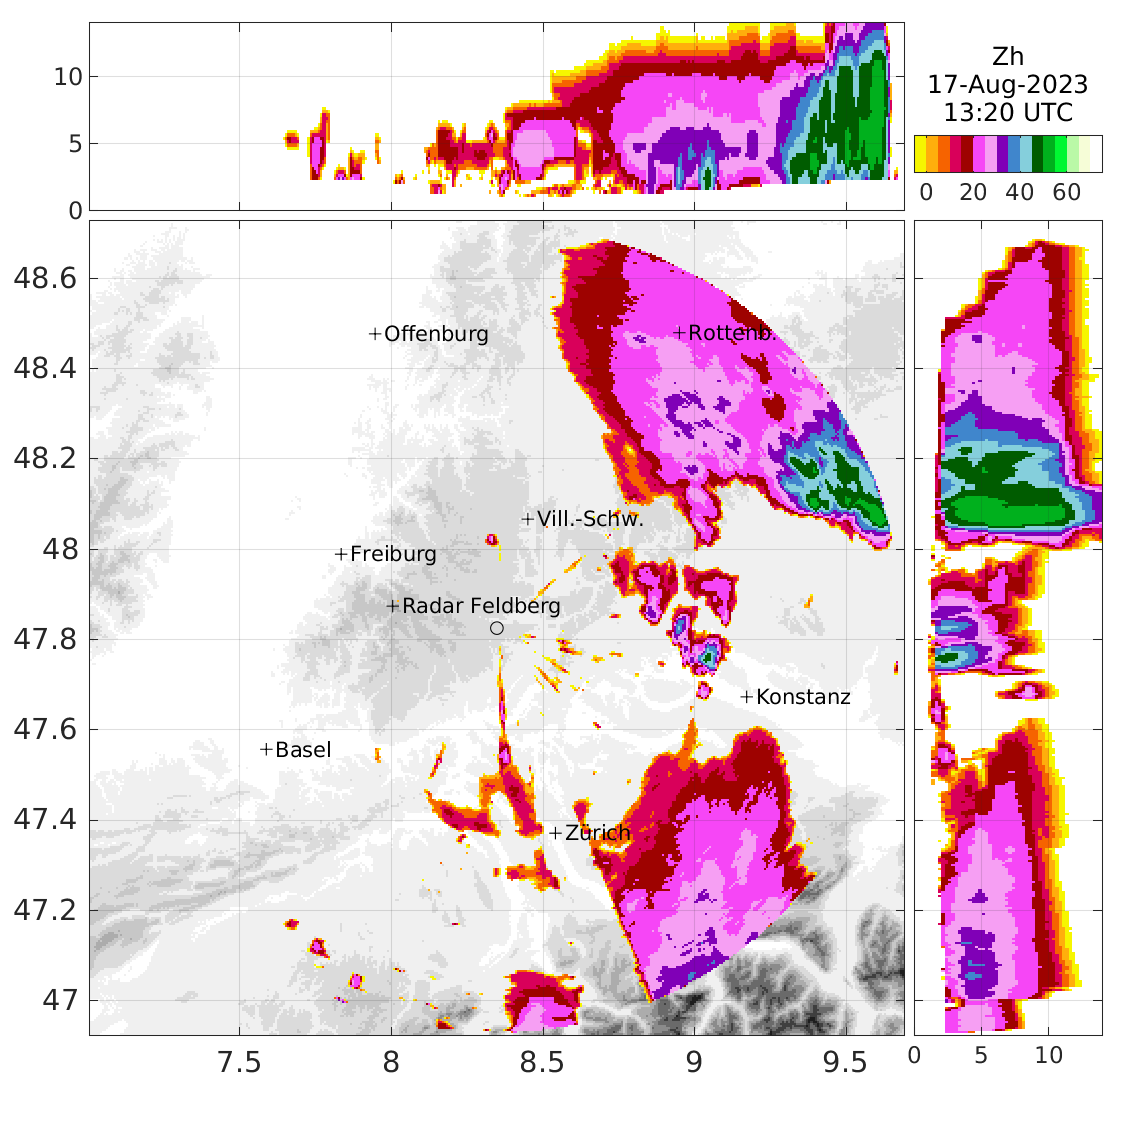 10
5
0
Zh
17-Aug-2023
13:20 UTC
0 20 40 60
48.6
48.4
48.2
48
47.8
47.6
47.4
47.2
47
+Offenburg
+Rottenb.
+Vill.-Schw.
+Freiburg
+Radar Feldberg
+Konstanz
+Basel
+Zürich
7.5 8 8.5 9 9.5
0 5 10